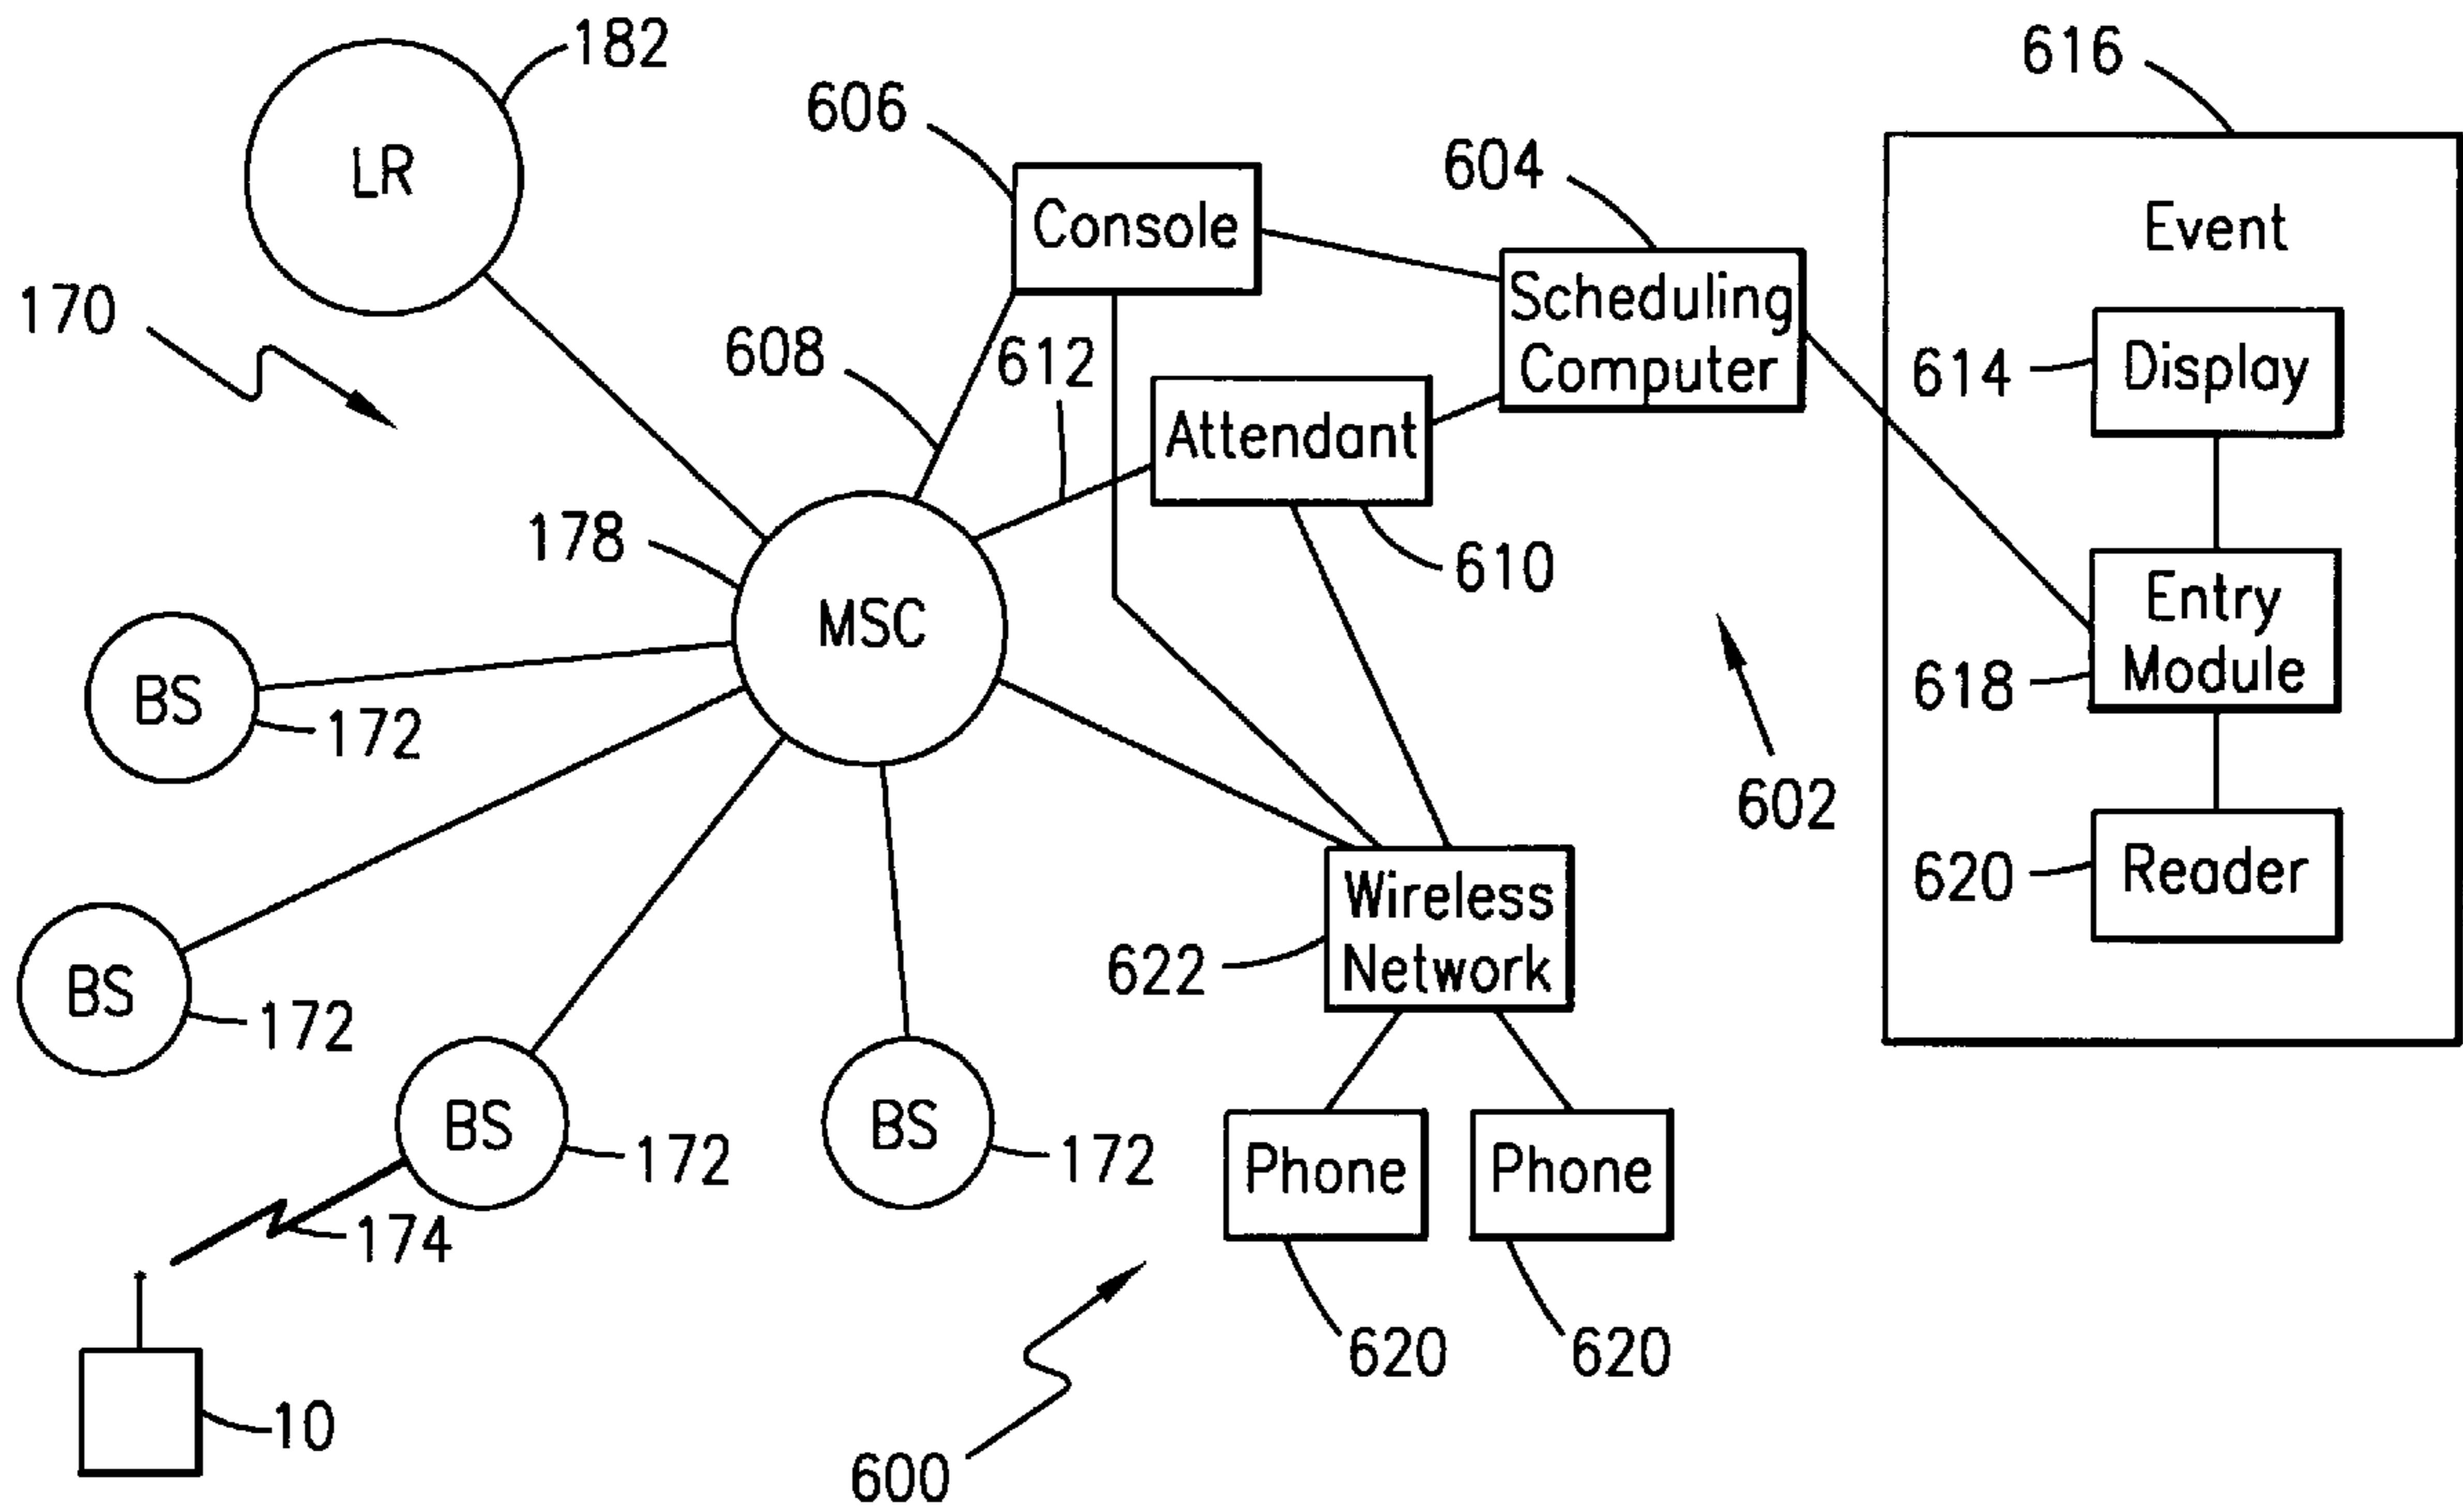 182
616
606
LR
604
Console
Event
170
Scheduling
Computer
608
612
614
Display
Attendant
178
610
Entry
Module
MSC
618
BS
172
602
Wireless
Network
620
Reader
622
BS
172
BS
172
BS
172
Phone
Phone
174
620
620
10
600